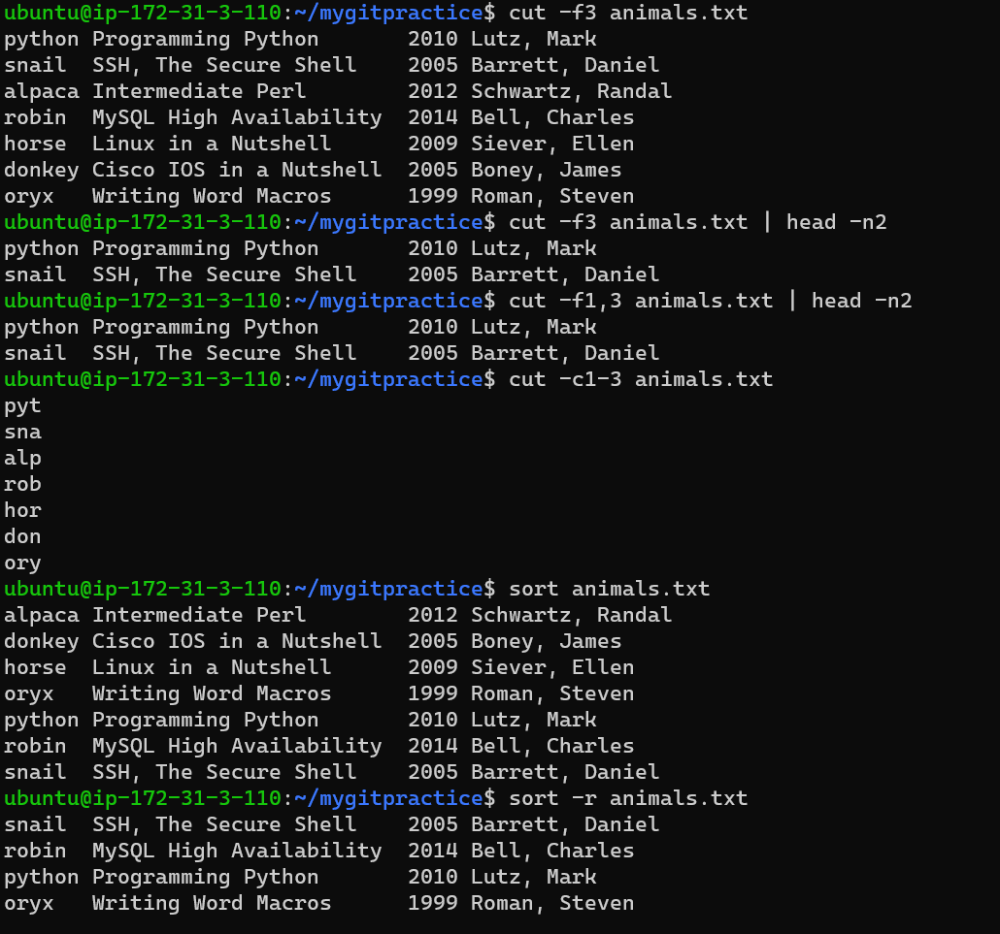 ubuntu@ip-172-31-3-110:~/mygitpractice$ cut -f3 animals.txt
python Programming Python       2010 Lutz, Mark
snail  SSH, The Secure Shell    2005 Barrett, Daniel
alpaca Intermediate Perl        2012 Schwartz, Randal
robin  MySQL High Availability  2014 Bell, Charles
horse  Linux in a Nutshell      2009 Siever, Ellen
donkey Cisco IOS in a Nutshell  2005 Boney, James
oryx   Writing Word Macros      1999 Roman, Steven
ubuntu@ip-172-31-3-110:~/mygitpractice$ cut -f3 animals.txt | head -n2
python Programming Python       2010 Lutz, Mark
snail  SSH, The Secure Shell    2005 Barrett, Daniel
ubuntu@ip-172-31-3-110:~/mygitpractice$ cut -f1,3 animals.txt | head -n2
python Programming Python       2010 Lutz, Mark
snail  SSH, The Secure Shell    2005 Barrett, Daniel
ubuntu@ip-172-31-3-110:~/mygitpractice$ cut -c1-3 animals.txt
pyt
sna
alp
rob
hor
don
ory
ubuntu@ip-172-31-3-110:~/mygitpractice$ sort animals.txt
alpaca Intermediate Perl        2012 Schwartz, Randal
donkey Cisco IOS in a Nutshell  2005 Boney, James
horse  Linux in a Nutshell      2009 Siever, Ellen
oryx   Writing Word Macros      1999 Roman, Steven
python Programming Python       2010 Lutz, Mark
robin  MySQL High Availability  2014 Bell, Charles
snail  SSH, The Secure Shell    2005 Barrett, Daniel
ubuntu@ip-172-31-3-110:~/mygitpractice$ sort -r animals.txt
snail  SSH, The Secure Shell    2005 Barrett, Daniel
robin  MySQL High Availability  2014 Bell, Charles
python Programming Python       2010 Lutz, Mark
oryx   Writing Word Macros      1999 Roman, Steven